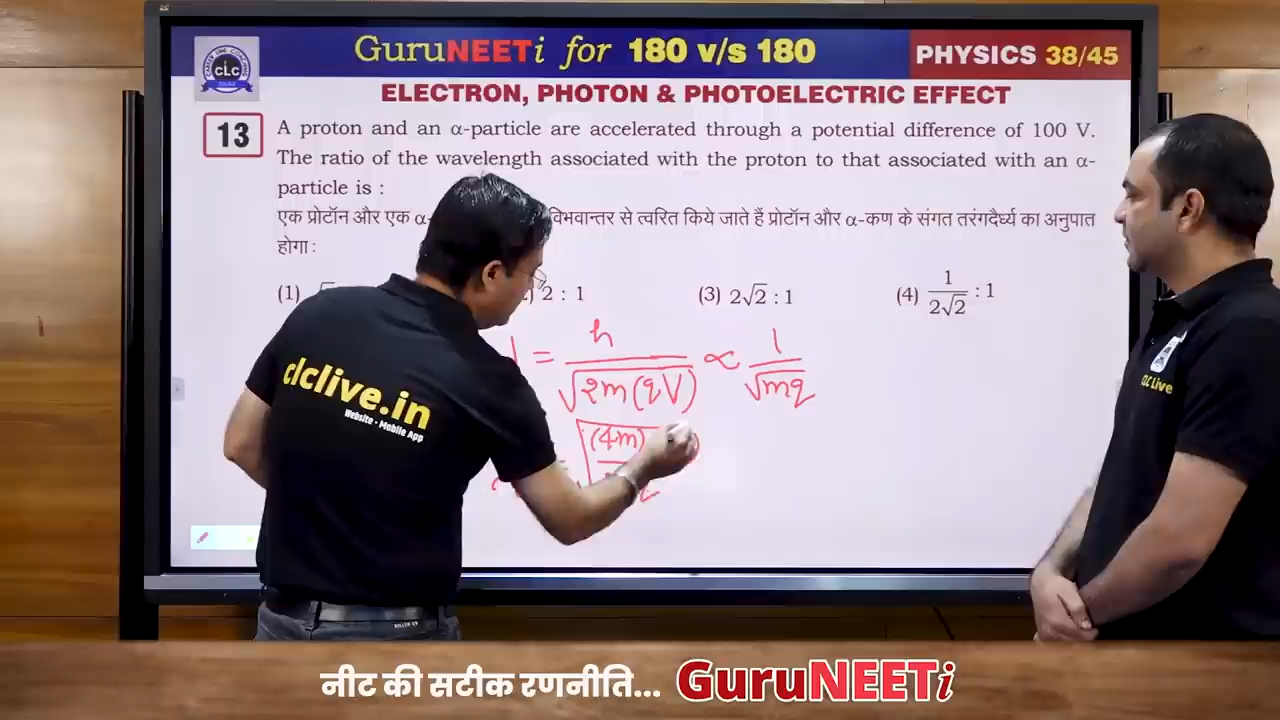 GuruNEETi for 180 v/s 180
PHYSICS 38/45
CLC
ELECTRON, PHOTON & PHOTOELECTRIC EFFECT
13
A proton and an α-particle are accelerated through a potential difference of 100 V.
The ratio of the wavelength associated with the proton to that associated with an α-
particle is :
एक प्रोटॉन और एक α- विभवान्तर से त्वरित किये जाते हैं प्रोटॉन और α-कण के संगत तरंगदैर्ध्य का अनुपात
होगा :
(1)
2 : 1
(3) 2√2 : 1
(4) 1/2√2 : 1
= h/√2m(qV) ∝ 1/√mq
(4m)
clclive.in
Website - Mobile App
CLC Live
नीट की सटीक रणनीति... GuruNEETi